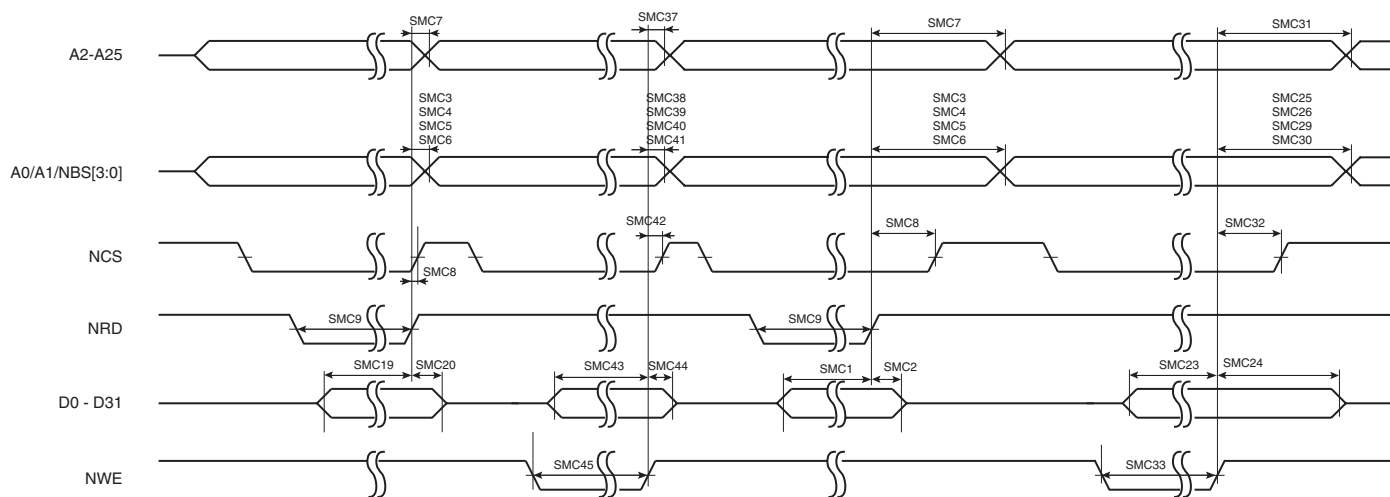 SMC7 SMC37 SMC7 SMC31
A2-A25
SMC3 SMC38 SMC3 SMC25
SMC4 SMC39 SMC4 SMC26
SMC5 SMC40 SMC5 SMC29
SMC6 SMC41 SMC6 SMC30
A0/A1/NBS[3:0]
SMC42 SMC8 SMC32
NCS
SMC8
NRD
SMC9 SMC9
SMC19 SMC20 SMC43 SMC44 SMC1 SMC2 SMC23 SMC24
D0 - D31
SMC45 SMC33
NWE